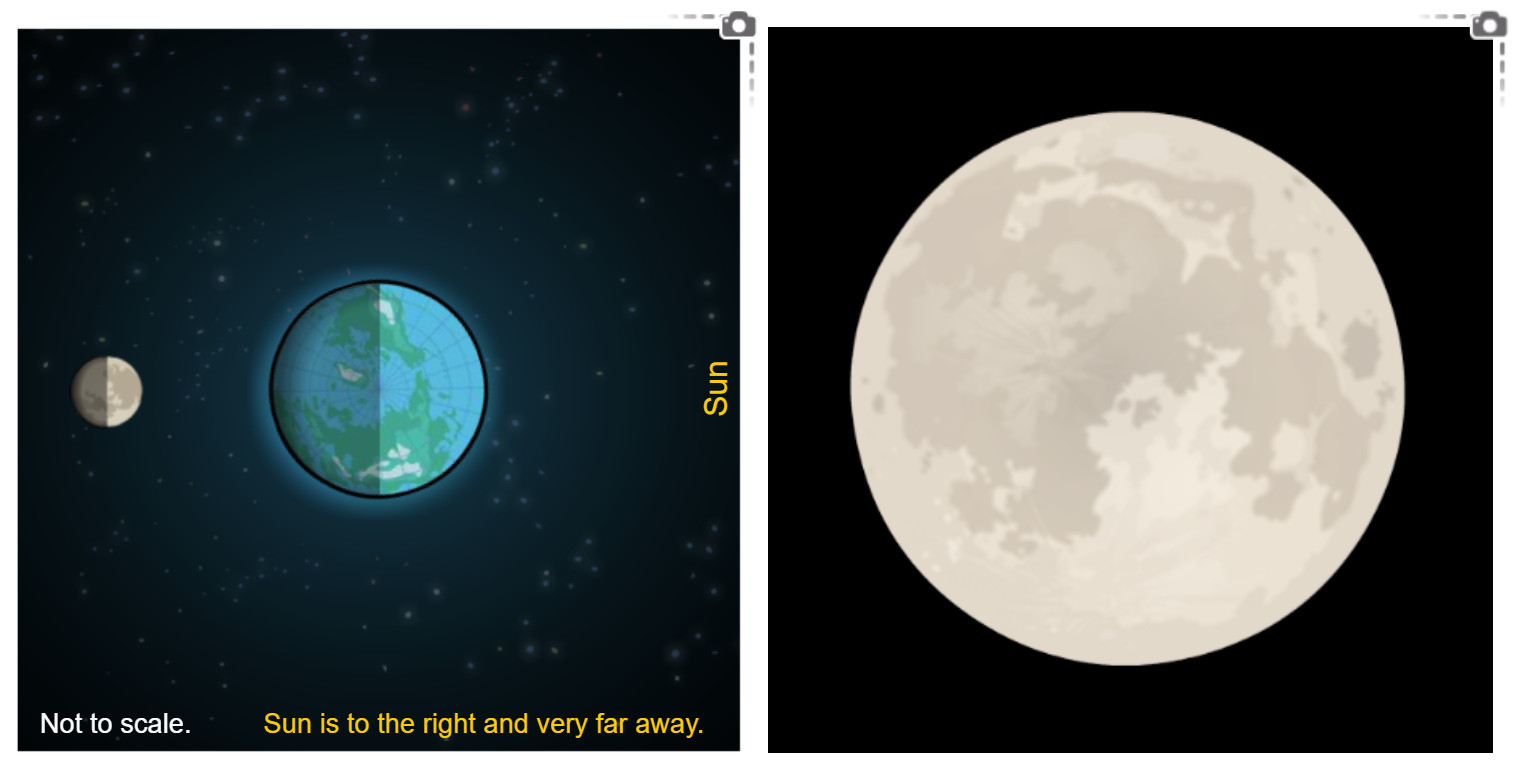 Sun
Not to scale.
Sun is to the right and very far away.